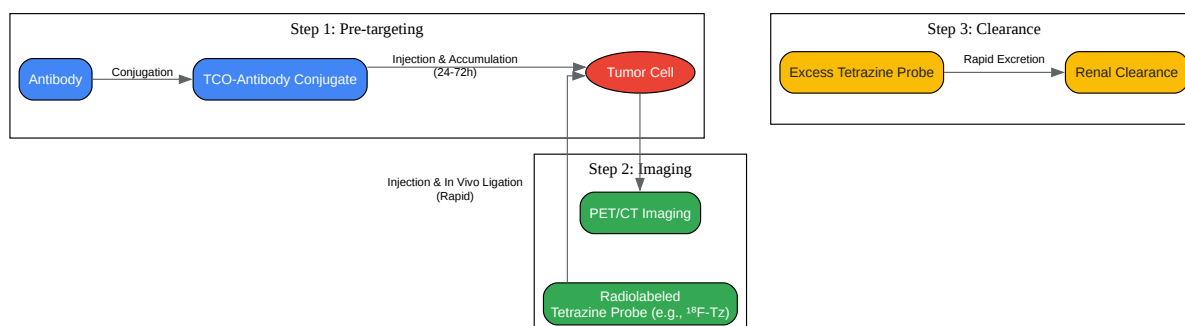 Step 1: Pre-targeting
Antibody
Conjugation
TCO-Antibody Conjugate
Injection & Accumulation
(24-72h)
Tumor Cell
Step 3: Clearance
Excess Tetrazine Probe
Rapid Excretion
Renal Clearance
Injection & In Vivo Ligation
(Rapid)
Step 2: Imaging
PET/CT Imaging
Radiolabeled
Tetrazine Probe (e.g., ¹⁸F-Tz)